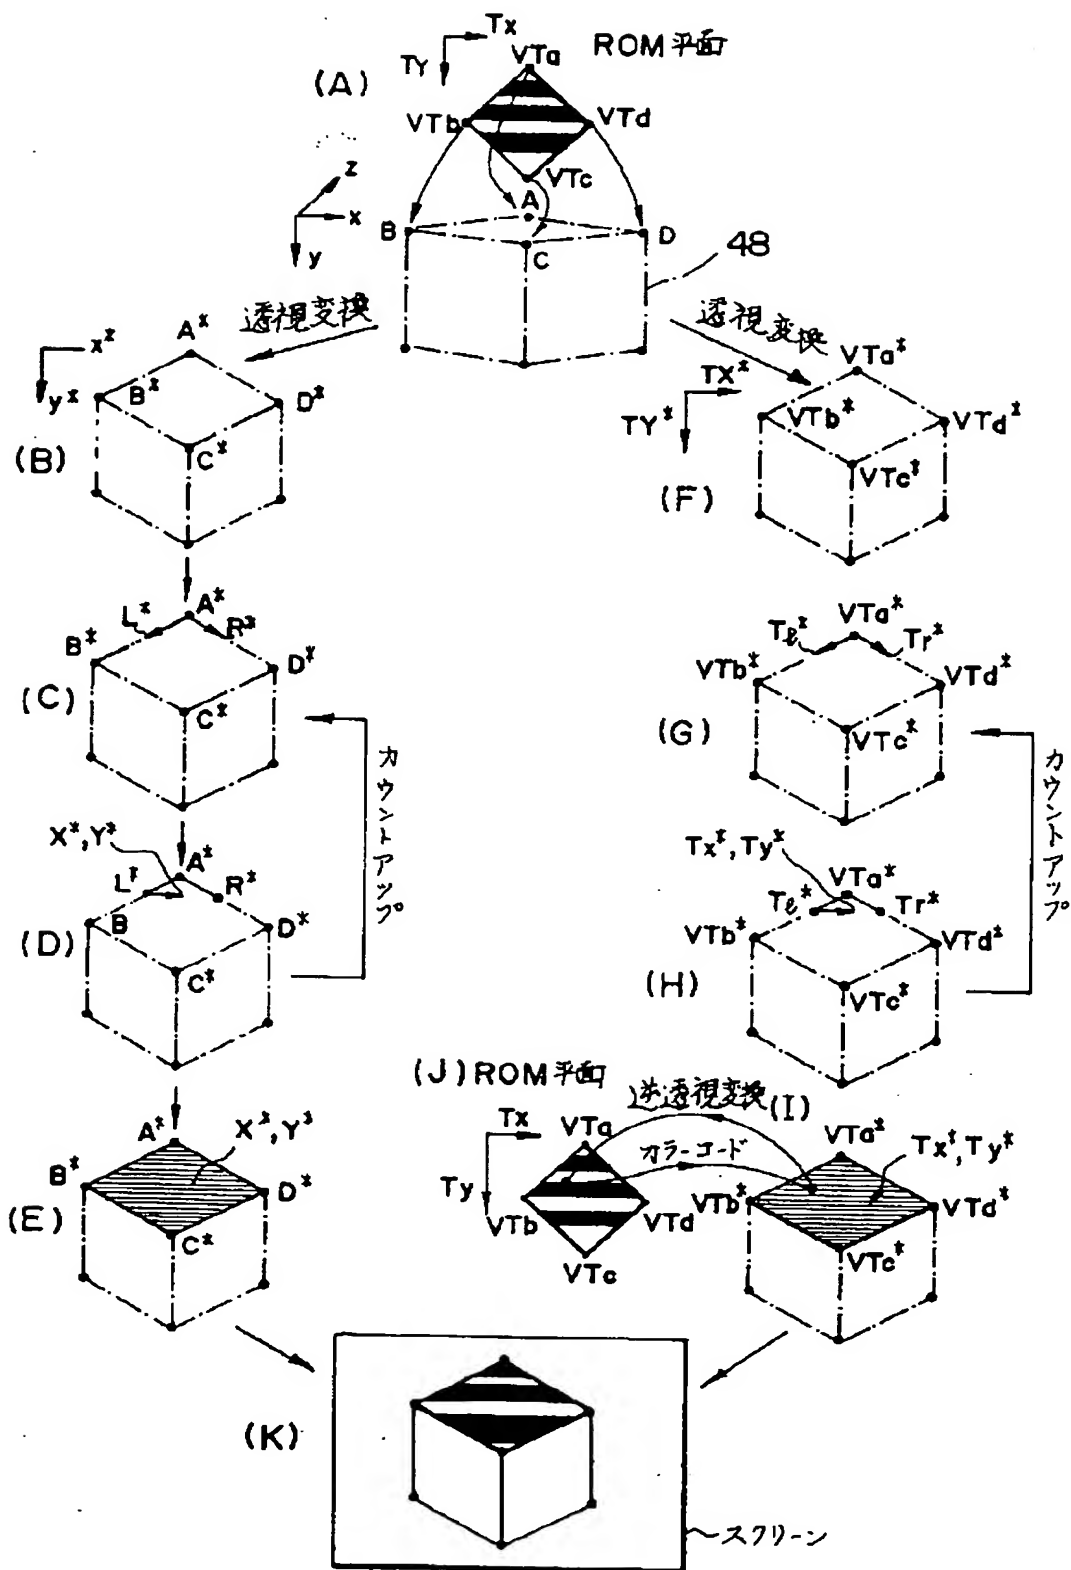 (A)
Tx
TY
ROM平面
VTa
VTb
VTd
VTc
z
x
y
A
B
C
D
48
透視変換
透視変換
(B)
x*
y*
A*
B*
D*
C*
(F)
TX*
TY*
VTa*
VTb*
VTd*
VTc*
(C)
L*
A*
R*
B*
D*
C*
カウントアップ
(G)
VTa*
Tℓ*
Tr*
VTb*
VTd*
VTc*
カウントアップ
(D)
X*,Y*
A*
L*
R*
B
D*
C*
(H)
Tx*,Ty*
VTa*
Tℓ*
Tr*
VTb*
VTd*
VTc*
(E)
A*
X*,Y*
B*
D*
C*
(J) ROM平面
Tx
Ty
VTa
VTb
VTd
VTc
逆透視変換
(I)
カラーコード
VTa*
Tx*,Ty*
VTb*
VTd*
VTc*
(K)
スクリーン